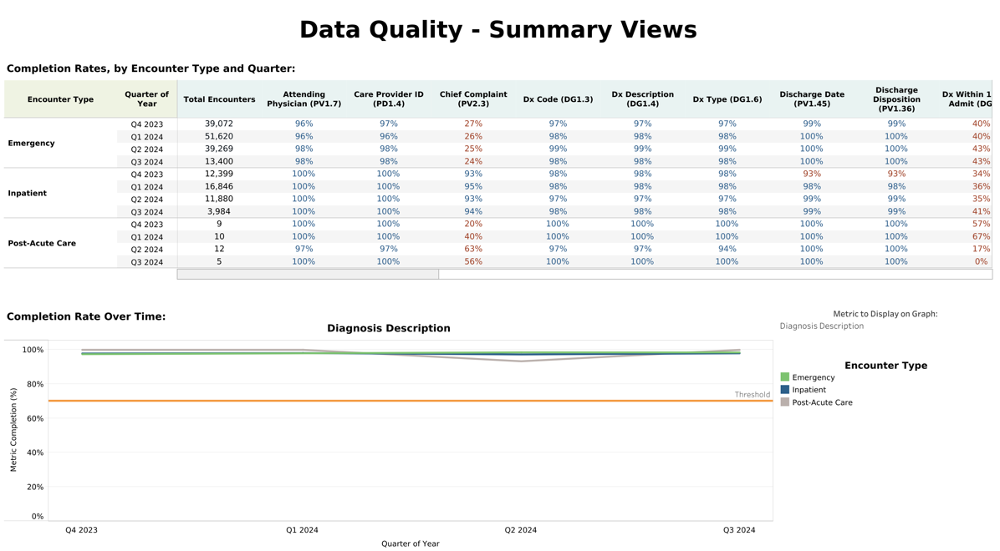 Data Quality - Summary Views
Completion Rates, by Encounter Type and Quarter:
Encounter Type Quarter of Year Total Encounters Attending Physician (PV1.7) Care Provider ID (PD1.4) Chief Complaint (PV2.3) Dx Code (DG1.3) Dx Description (DG1.4) Dx Type (DG1.6) Discharge Date (PV1.45) Discharge Disposition (PV1.36) Dx Within 1 Admit (DG
Emergency
Q4 2023 39,072 96% 97% 27% 97% 97% 97% 99% 99% 40%
Q1 2024 51,620 96% 96% 26% 98% 98% 98% 100% 100% 40%
Q2 2024 39,269 98% 98% 25% 99% 99% 98% 100% 100% 43%
Q3 2024 13,400 98% 98% 24% 98% 98% 98% 100% 100% 43%
Inpatient
Q4 2023 12,399 100% 100% 93% 98% 98% 98% 93% 93% 34%
Q1 2024 16,846 100% 100% 95% 98% 98% 98% 98% 98% 36%
Q2 2024 11,880 100% 100% 93% 97% 97% 97% 99% 99% 35%
Q3 2024 3,984 100% 100% 94% 98% 98% 98% 99% 99% 41%
Post-Acute Care
Q4 2023 9 100% 100% 20% 100% 100% 100% 100% 100% 57%
Q1 2024 10 100% 100% 40% 100% 100% 100% 100% 100% 67%
Q2 2024 12 97% 97% 63% 97% 97% 94% 100% 100% 17%
Q3 2024 5 100% 100% 56% 100% 100% 100% 100% 100% 0%
Completion Rate Over Time:
Diagnosis Description
Metric to Display on Graph:
Diagnosis Description
Encounter Type
Emergency
Inpatient
Post-Acute Care
Metric Completion (%)
100%
80%
Threshold
60%
40%
20%
0%
Q4 2023 Q1 2024 Q2 2024 Q3 2024
Quarter of Year